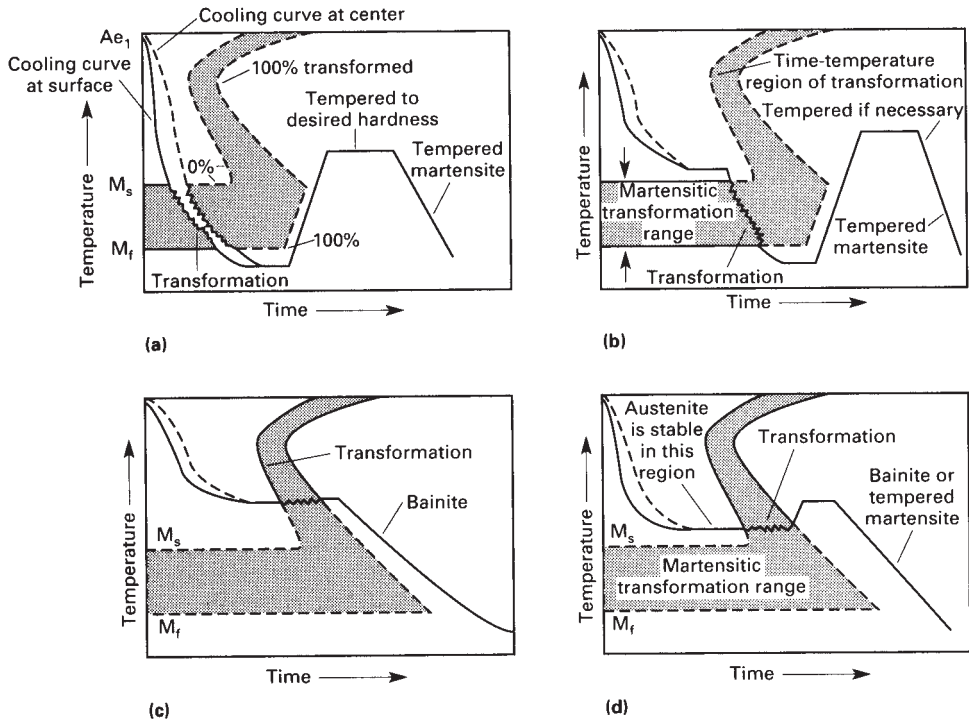 Cooling curve at center
Ae1
Cooling curve
at surface
100% transformed
Tempered to
desired hardness
Tempered
martensite
0%
Ms
Mf
100%
Transformation
Temperature
Time
(a)
Time-temperature
region of transformation
Tempered if necessary
Ms
Martensitic
transformation
range
Mf
Tempered
martensite
Transformation
Temperature
Time
(b)
Transformation
Bainite
Ms
Mf
Temperature
Time
(c)
Austenite
is stable
in this
region
Transformation
Bainite or
tempered
martensite
Ms
Martensitic
transformation range
Mf
Temperature
Time
(d)